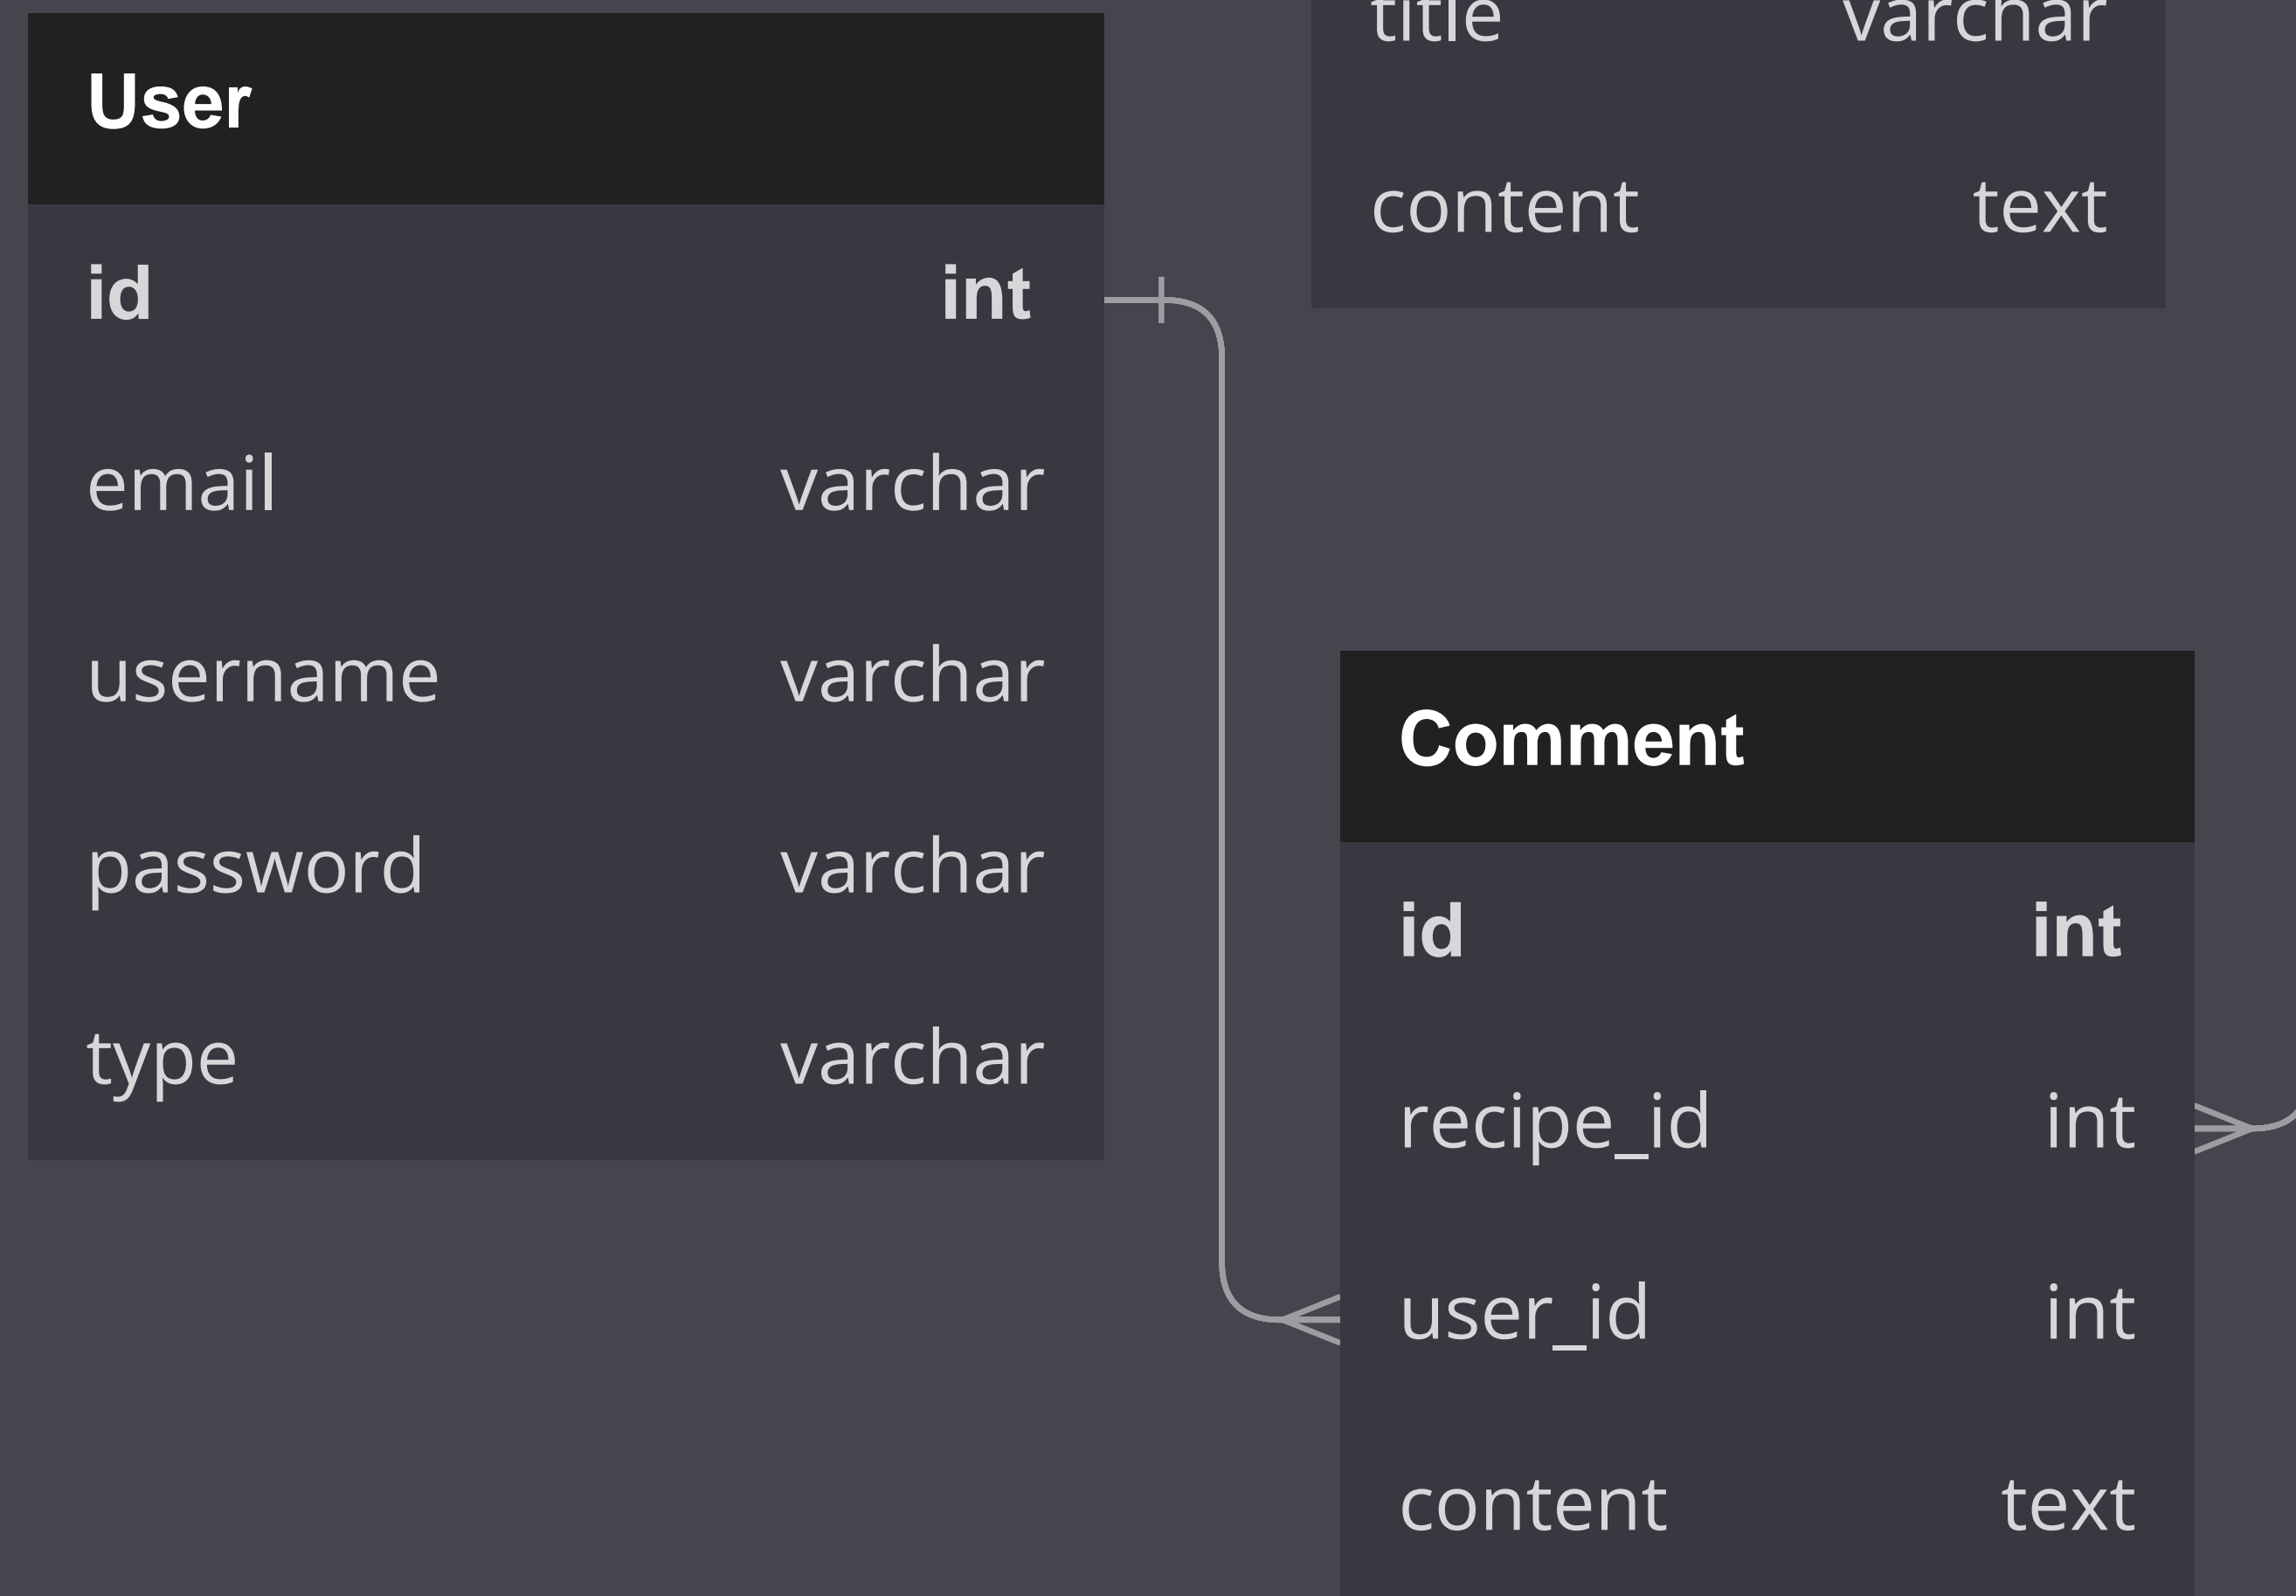 User
id int
email varchar
username varchar
password varchar
type varchar
title varchar
content text
Comment
id int
recipe_id int
user_id int
content text